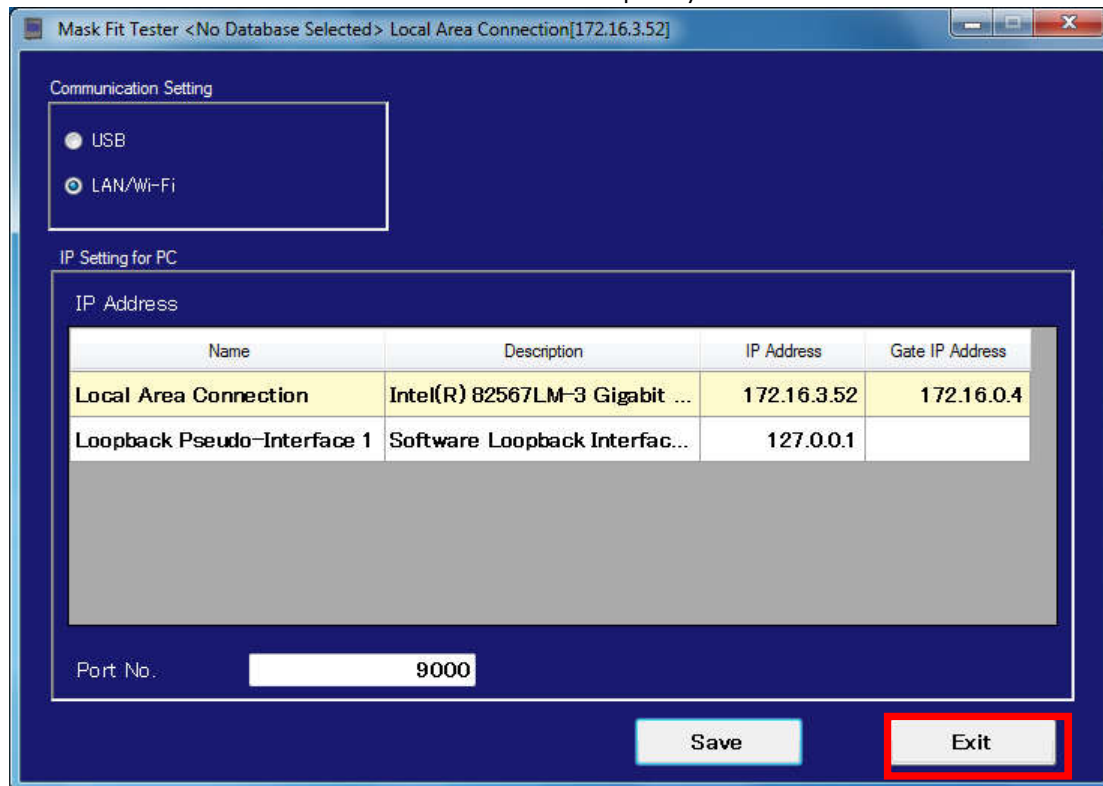 Mask Fit Tester <No Database Selected> Local Area Connection[172.16.3.52]
Communication Setting
USB
LAN/Wi-Fi
IP Setting for PC
IP Address
Name Description IP Address Gate IP Address
Local Area Connection Intel(R) 82567LM-3 Gigabit ... 172.16.3.52 172.16.0.4
Loopback Pseudo-Interface 1 Software Loopback Interfac... 127.0.0.1
Port No. 9000
Save Exit